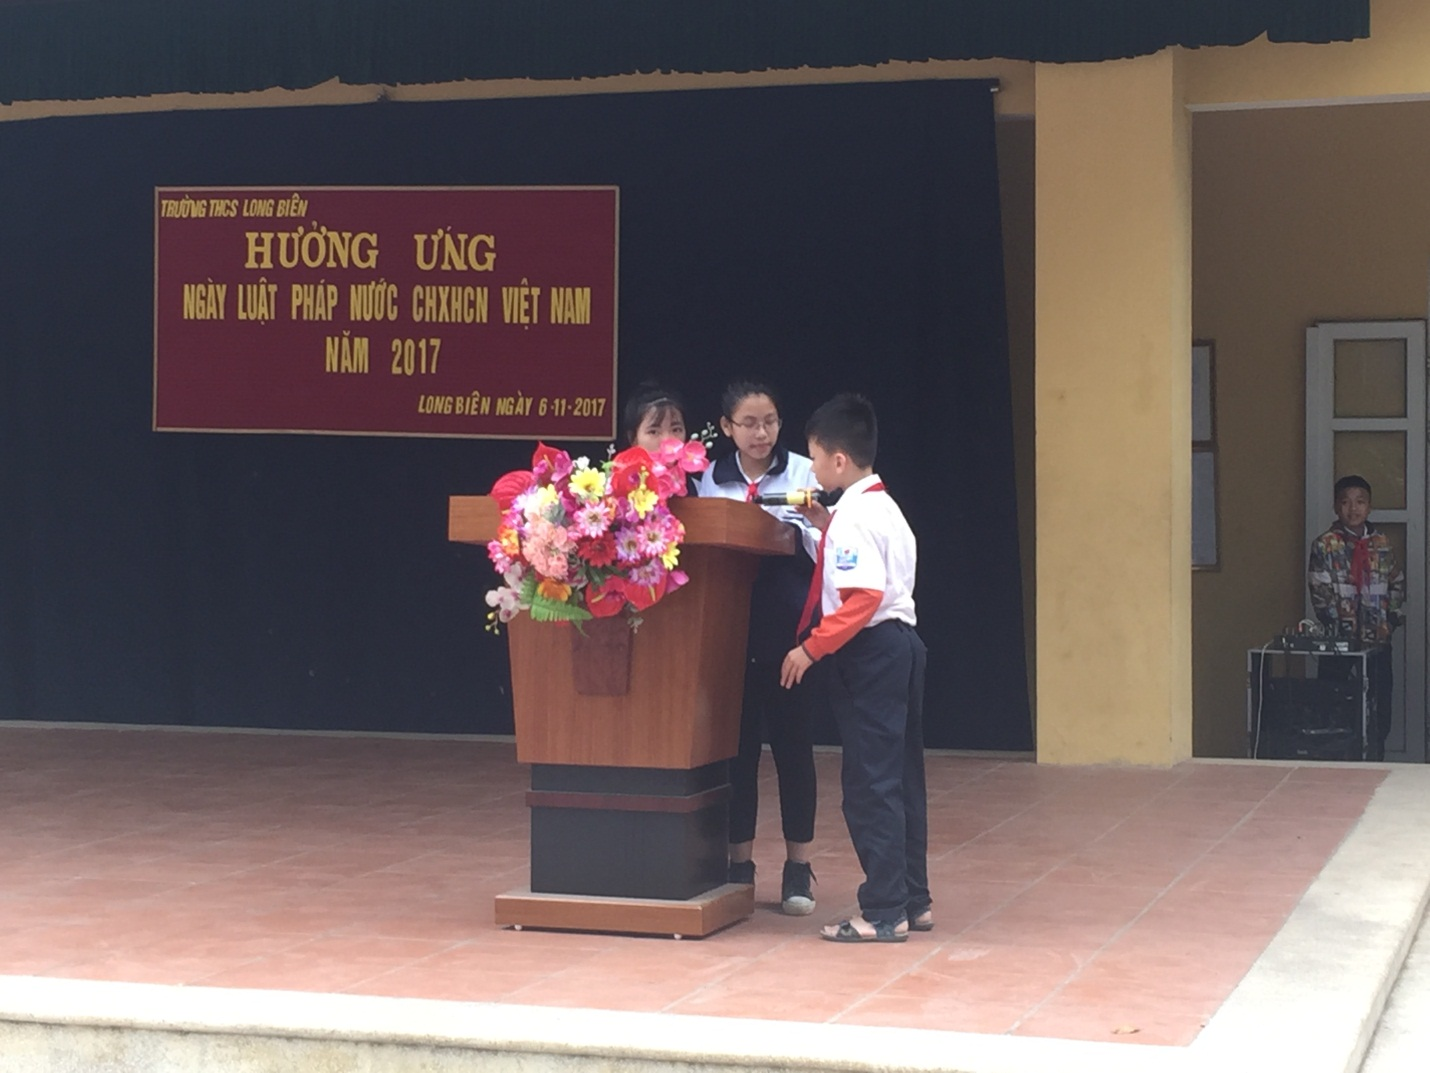 TRƯỜNG THCS LONG BIÊN
HƯỞNG ỨNG
NGÀY LUẬT PHÁP NƯỚC CHXHCN VIỆT NAM
NĂM 2017
LONG BIÊN NGÀY 6-11-2017